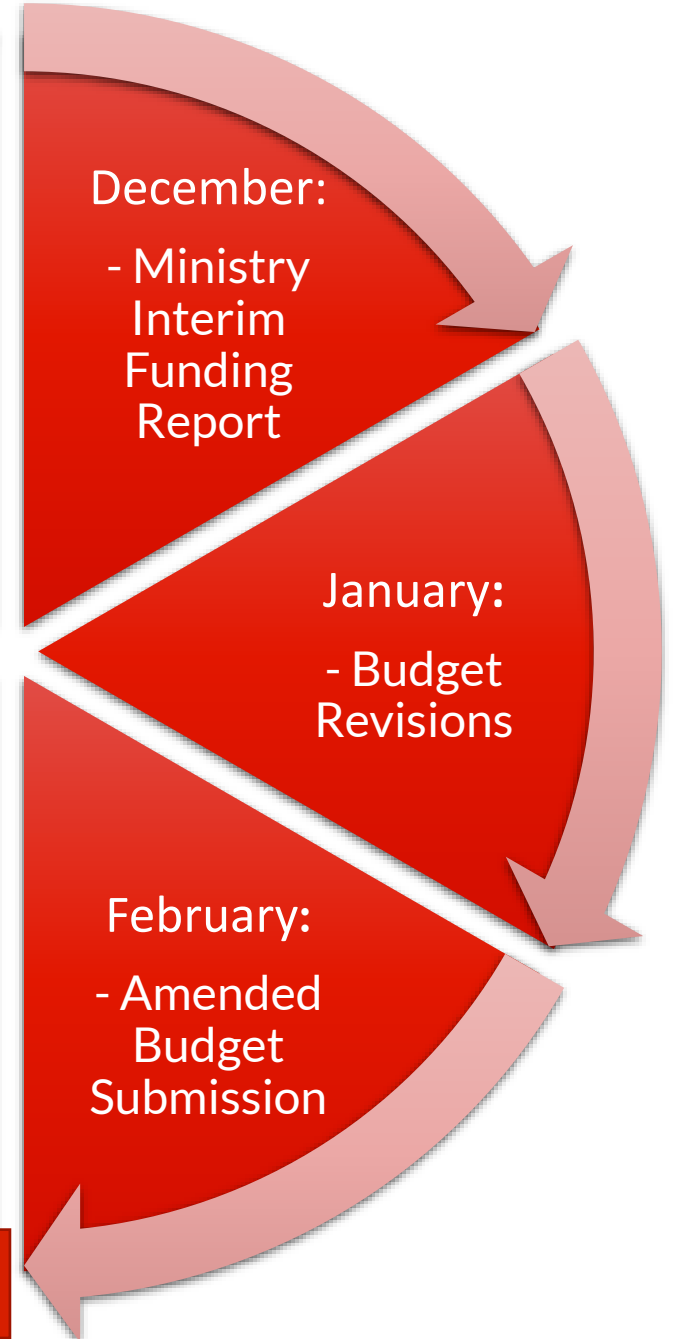 December:
- Ministry
Interim
Funding
Report
January:
- Budget
Revisions
February:
- Amended
Budget
Submission